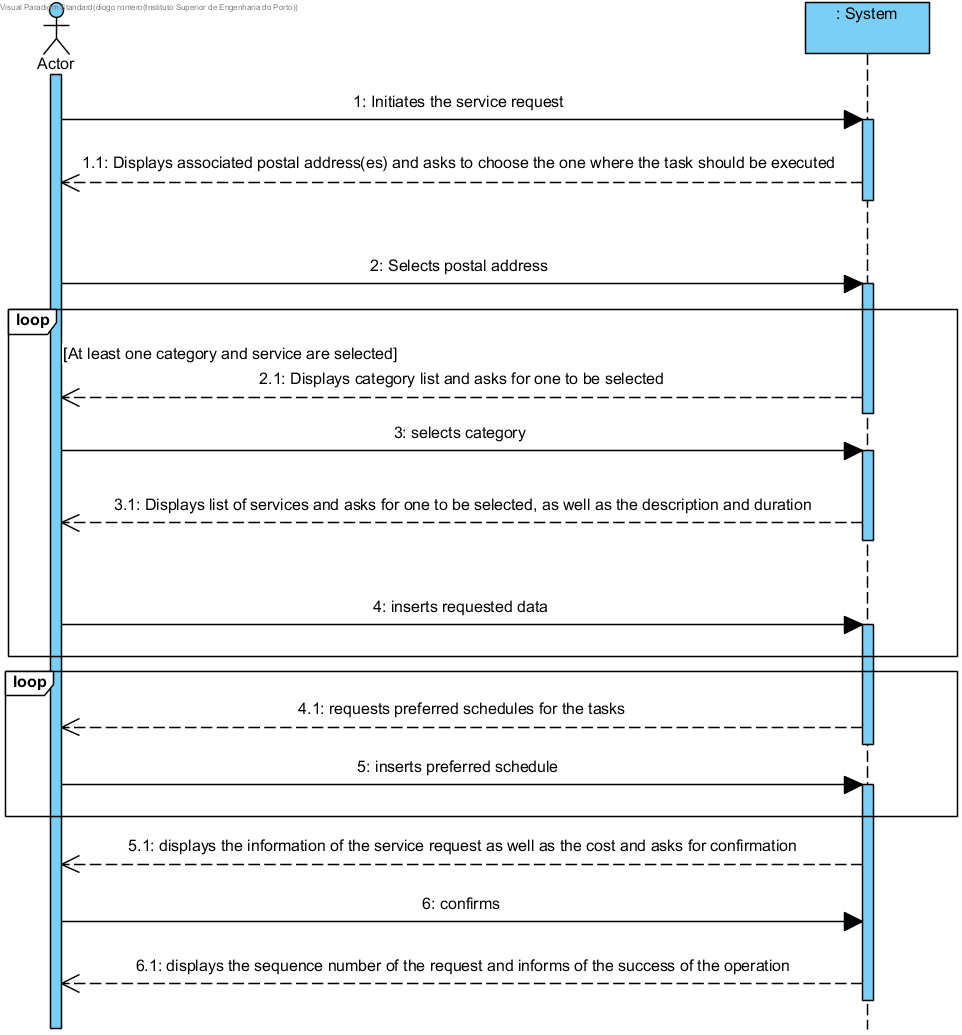 Visual Paradigm Standard(diogo romero(Instituto Superior de Engenharia do Porto))
: System
Actor
1: Initiates the service request
1.1: Displays associated postal address(es) and asks to choose the one where the task should be executed
2: Selects postal address
loop
[At least one category and service are selected]
2.1: Displays category list and asks for one to be selected
3: selects category
3.1: Displays list of services and asks for one to be selected, as well as the description and duration
4: inserts requested data
loop
4.1: requests preferred schedules for the tasks
5: inserts preferred schedule
5.1: displays the information of the service request as well as the cost and asks for confirmation
6: confirms
6.1: displays the sequence number of the request and informs of the success of the operation